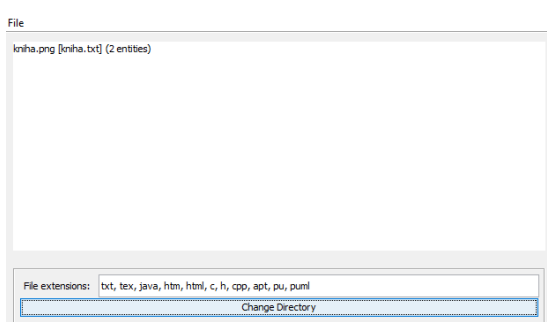 File
kniha.png [kniha.txt] (2 entities)
File extensions: txt, tex, java, htm, html, c, h, cpp, apt, pu, puml
Change Directory